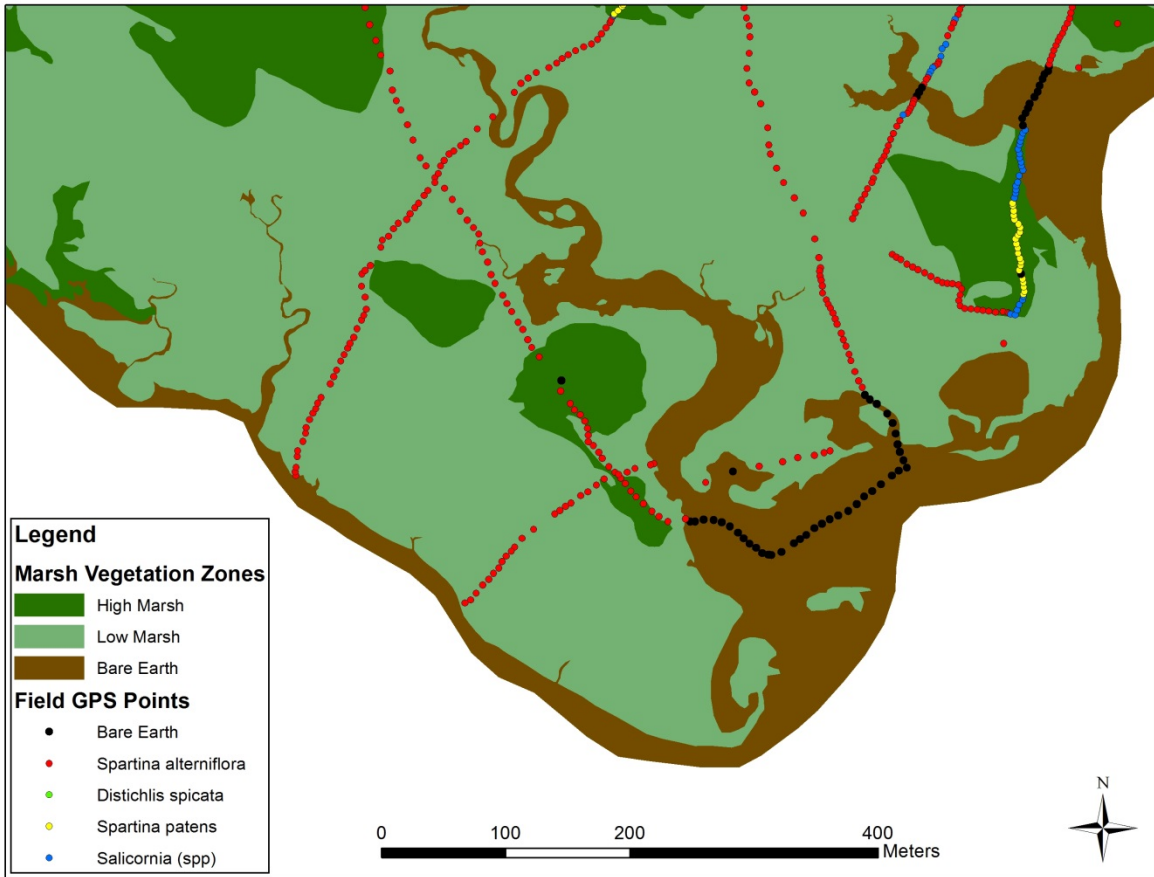 Legend
Marsh Vegetation Zones
High Marsh
Low Marsh
Bare Earth
Field GPS Points
Bare Earth
Spartina alterniflora
Distichlis spicata
Spartina patens
Salicornia (spp)
0 100 200 400
Meters
N